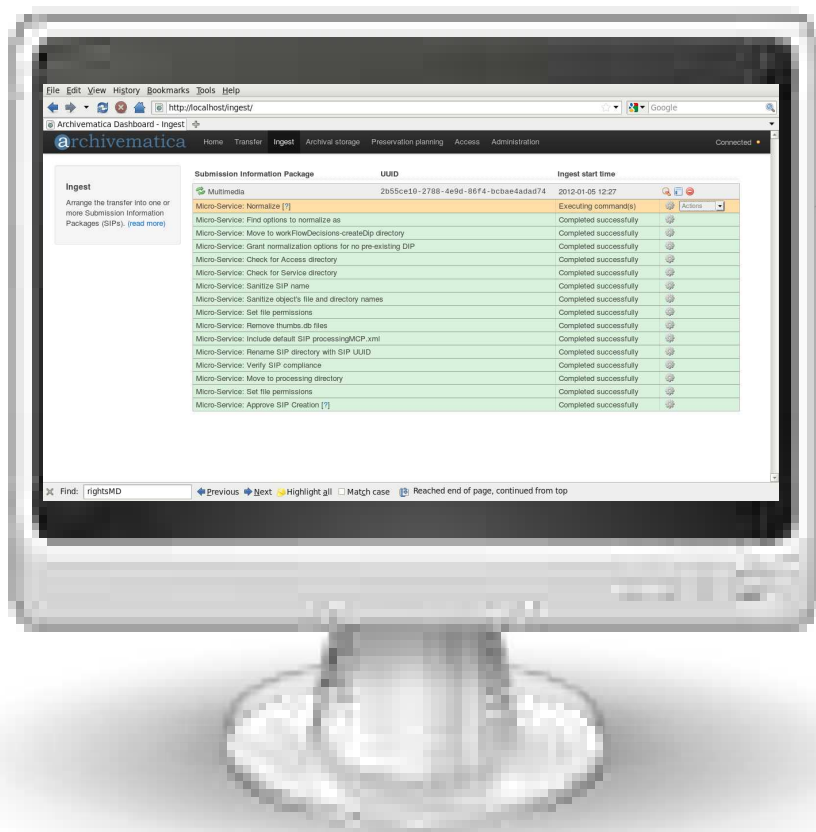 File Edit View History Bookmarks Tools Help
http://localhost/ingest/ Google
Archivematica Dashboard - Ingest
archivematica Home Transfer Ingest Archival storage Preservation planning Access Administration Connected
Ingest
Arrange the transfer into one or
more Submission Information
Packages (SIPs). (read more)
Submission Information Package UUID Ingest start time
Multimedia 2b55ce10-2788-4e9d-86f4-bcbae4adad74 2012-01-05 12:27
Micro-Service: Normalize [?] Executing command(s) Actions
Micro-Service: Find options to normalize as Completed successfully
Micro-Service: Move to workFlowDecisions-createDip directory Completed successfully
Micro-Service: Grant normalization options for no pre-existing DIP Completed successfully
Micro-Service: Check for Access directory Completed successfully
Micro-Service: Check for Service directory Completed successfully
Micro-Service: Sanitize SIP name Completed successfully
Micro-Service: Sanitize object's file and directory names Completed successfully
Micro-Service: Set file permissions Completed successfully
Micro-Service: Remove thumbs.db files Completed successfully
Micro-Service: Include default SIP processingMCP.xml Completed successfully
Micro-Service: Rename SIP directory with SIP UUID Completed successfully
Micro-Service: Verify SIP compliance Completed successfully
Micro-Service: Move to processing directory Completed successfully
Micro-Service: Set file permissions Completed successfully
Micro-Service: Approve SIP Creation [?] Completed successfully
Find: rightsMD Previous Next Highlight all Match case Reached end of page, continued from top